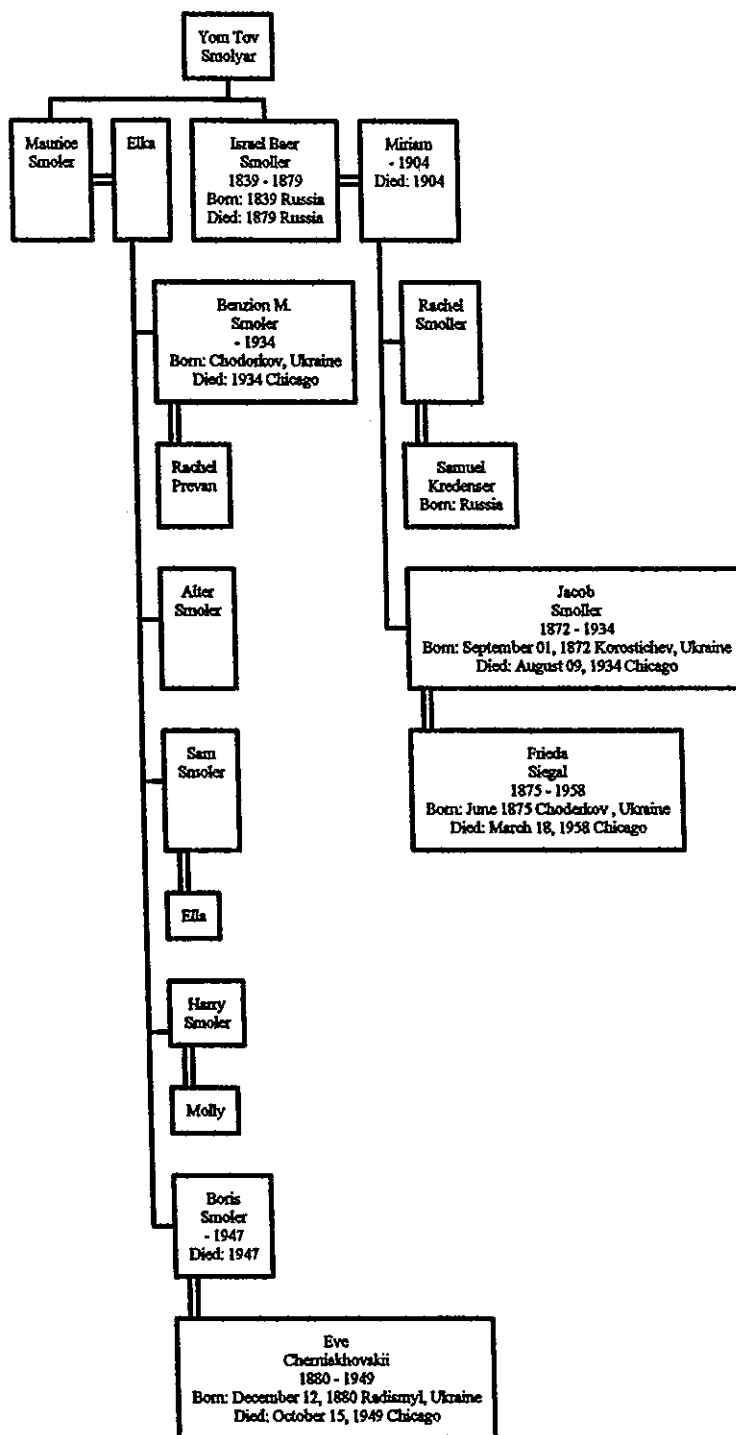 Yom Tov
Smolyar
Maurice
Smoler
Elka
Israel Baer
Smoller
1839 - 1879
Born: 1839 Russia
Died: 1879 Russia
Miriam
- 1904
Died: 1904
Benzion M.
Smoler
- 1934
Born: Chodorkov, Ukraine
Died: 1934 Chicago
Rachel
Prevan
Rachel
Smoller
Samuel
Kredenser
Born: Russia
Alter
Smoler
Jacob
Smoller
1872 - 1934
Born: September 01, 1872 Korostichev, Ukraine
Died: August 09, 1934 Chicago
Sam
Smoler
Frieda
Siegal
1875 - 1958
Born: June 1875 Choderkov , Ukraine
Died: March 18, 1958 Chicago
Ella
Harry
Smoler
Molly
Boris
Smoler
- 1947
Died: 1947
Eve
Cherniakhovskii
1880 - 1949
Born: December 12, 1880 Radismyl, Ukraine
Died: October 15, 1949 Chicago